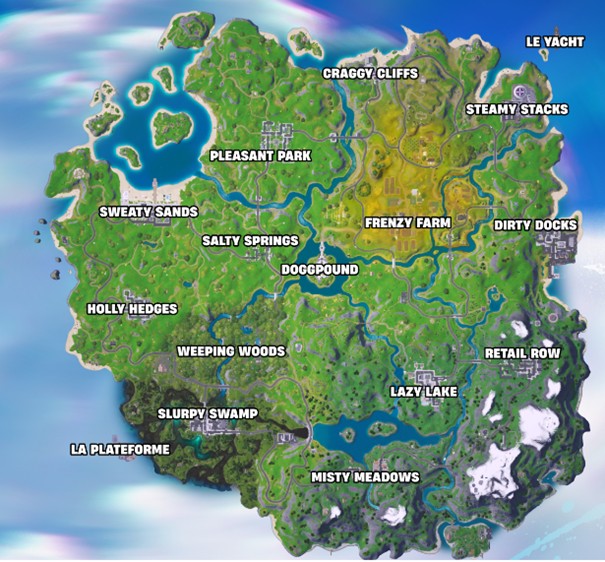 LE YACHT
CRAGGY CLIFFS
STEAMY STACKS
PLEASANT PARK
SWEATY SANDS
FRENZY FARM
DIRTY DOCKS
SALTY SPRINGS
DOGGPOUND
HOLLY HEDGES
WEEPING WOODS
RETAIL ROW
LAZY LAKE
SLURPY SWAMP
LA PLATEFORME
MISTY MEADOWS